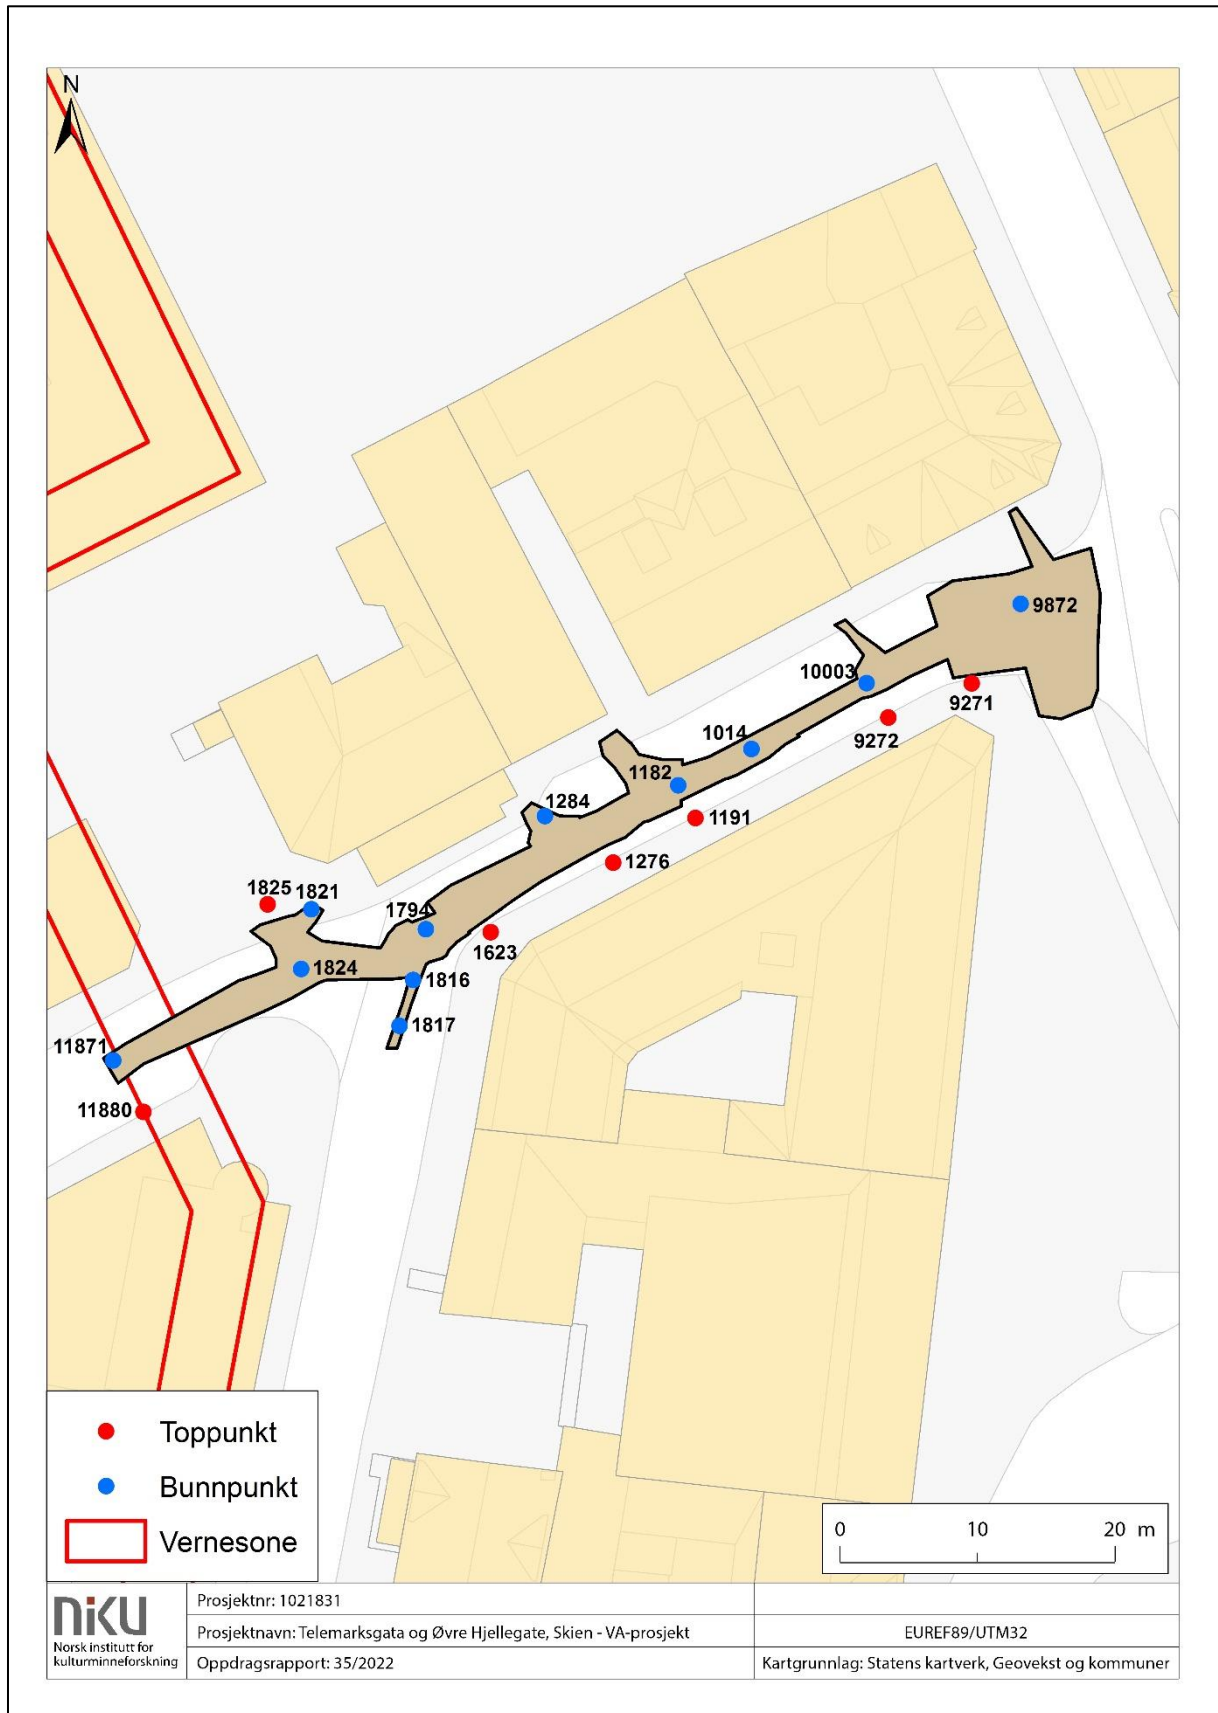 N
9872
10003
9271
9272
1014
1182
1191
1284
1276
1825
1821
1794
1623
1824
1816
1817
11871
11880
Toppunkt
Bunnpunkt
Vernesone
0 10 20 m
NIKU
Norsk institutt for
kulturminneforskning
Prosjektnr: 1021831
Prosjektnavn: Telemarksgata og Øvre Hjellegate, Skien - VA-prosjekt
EUREF89/UTM32
Oppdragsrapport: 35/2022
Kartgrunnlag: Statens kartverk, Geovekst og kommuner